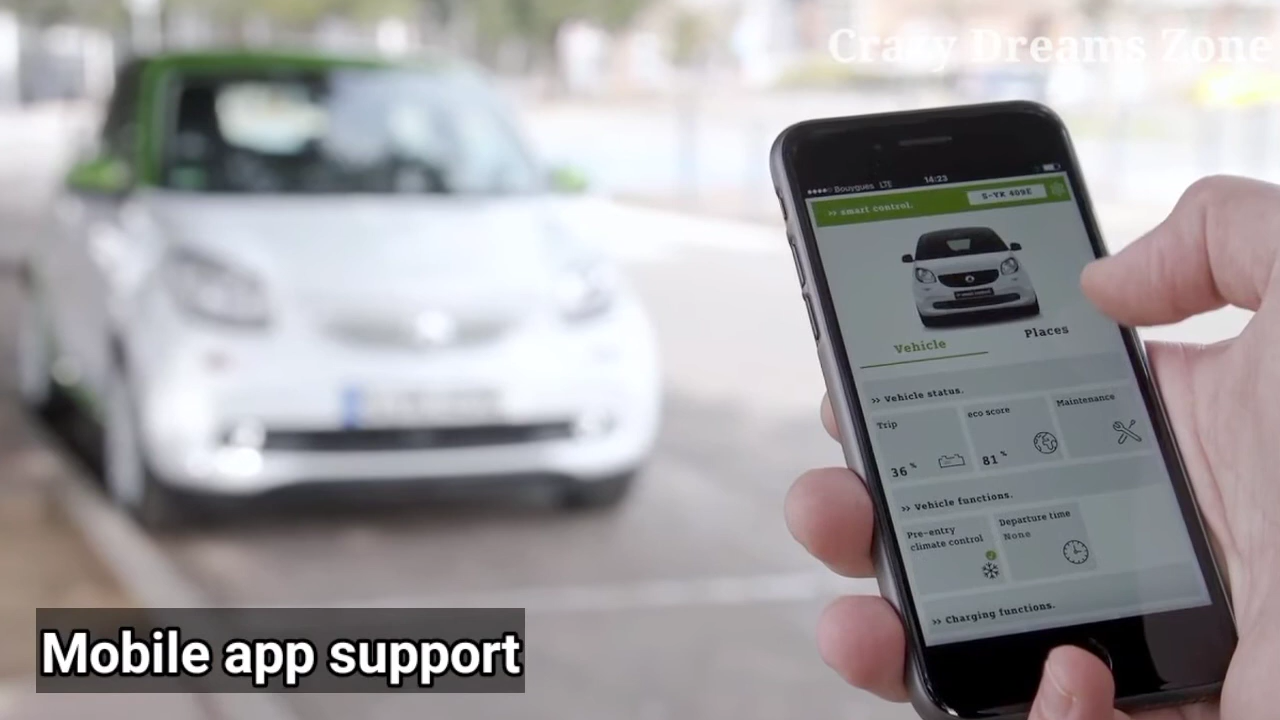 Crazy Dreams Zone
Bouygues LTE 14:23
>> smart control. S-YK 409E
Vehicle
Places
>> Vehicle status.
Trip
36 %
eco score
81 %
Maintenance
>> Vehicle functions.
Pre-entry
climate control
Departure time
None
>> Charging functions.
Mobile app support